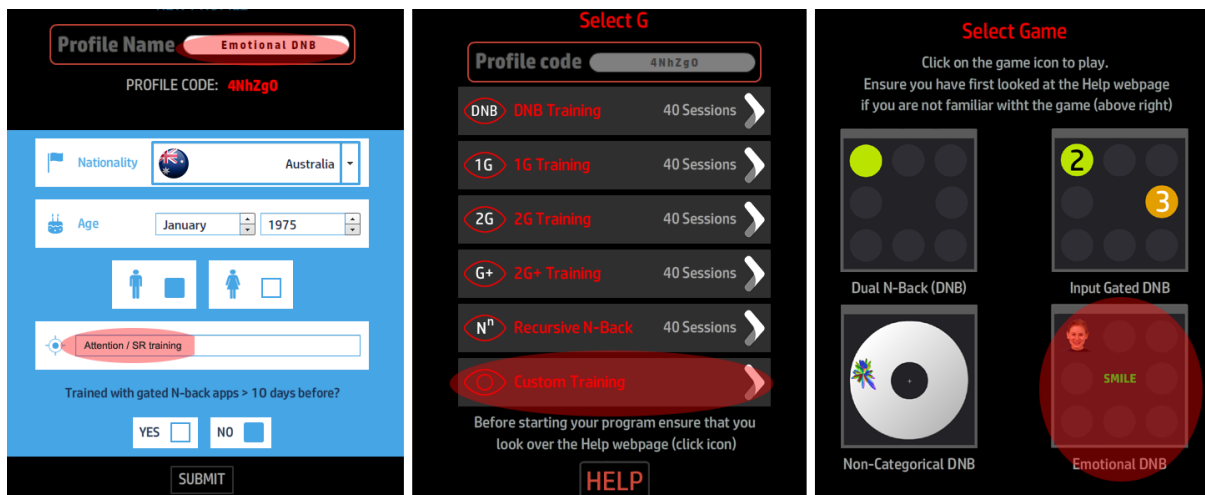 Profile Name Emotional DNB
PROFILE CODE: 4NhZgO
Nationality Australia
Age January 1975
Attention / SR training
Trained with gated N-back apps > 10 days before?
YES NO
SUBMIT
Select G
Profile code 4NhZgO
DNB DNB Training 40 Sessions
1G 1G Training 40 Sessions
2G 2G Training 40 Sessions
G+ 2G+ Training 40 Sessions
Nⁿ Recursive N-Back 40 Sessions
Custom Training
Before starting your program ensure that you
look over the Help webpage (click icon)
HELP
Select Game
Click on the game icon to play.
Ensure you have first looked at the Help webpage
if you are not familiar witht the game (above right)
2
3
Dual N-Back (DNB) Input Gated DNB
SMILE
Non-Categorical DNB Emotional DNB